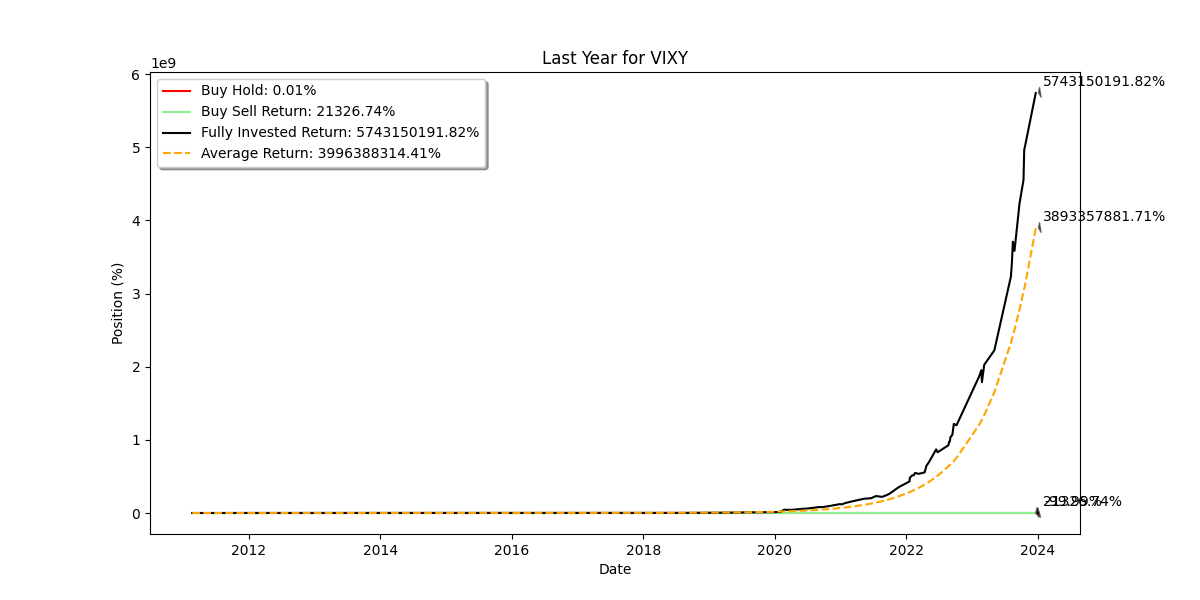 Last Year for VIXY
1e9
Buy Hold: 0.01%
Buy Sell Return: 21326.74%
Fully Invested Return: 5743150191.82%
Average Return: 3996388314.41%
5743150191.82%
3893357881.71%
6
5
4
3
2
1
0
Position (%)
2012
2014
2016
2018
2020
2022
2024
Date